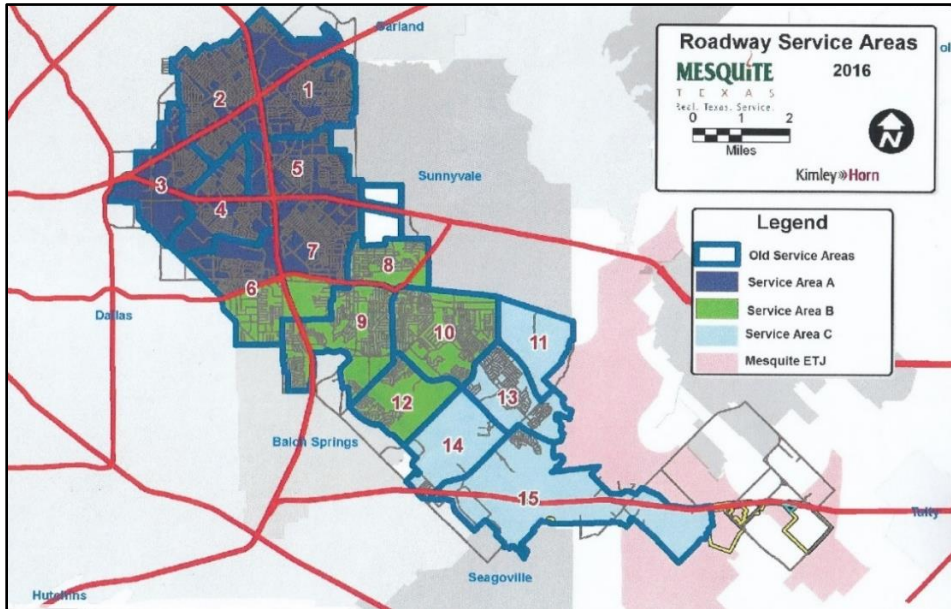 Garland
Roadway Service Areas
MESQUITE
2016
T E X A S
Real. Texas. Service.
0 1 2
Miles
N
Kimley»Horn
1
2
3
5
Sunnyvale
4
7
8
6
Dallas
9
10
11
12
13
Balch Springs
14
15
Seagoville
Hutchins
Legend
Old Service Areas
Service Area A
Service Area B
Service Area C
Mesquite ETJ